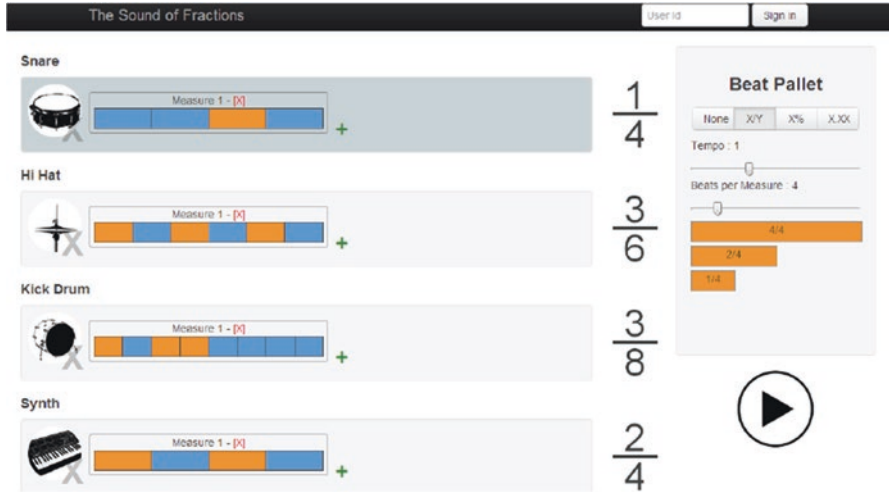 The Sound of Fractions
User Id
Sign in
Snare
Measure 1 - [X]
X
+
1
4
Hi Hat
Measure 1 - [X]
X
+
3
6
Kick Drum
Measure 1 - [X]
X
+
3
8
Synth
Measure 1 - [X]
X
+
2
4
Beat Pallet
None X/Y X% X.XX
Tempo : 1
Beats per Measure : 4
4/4
2/4
1/4